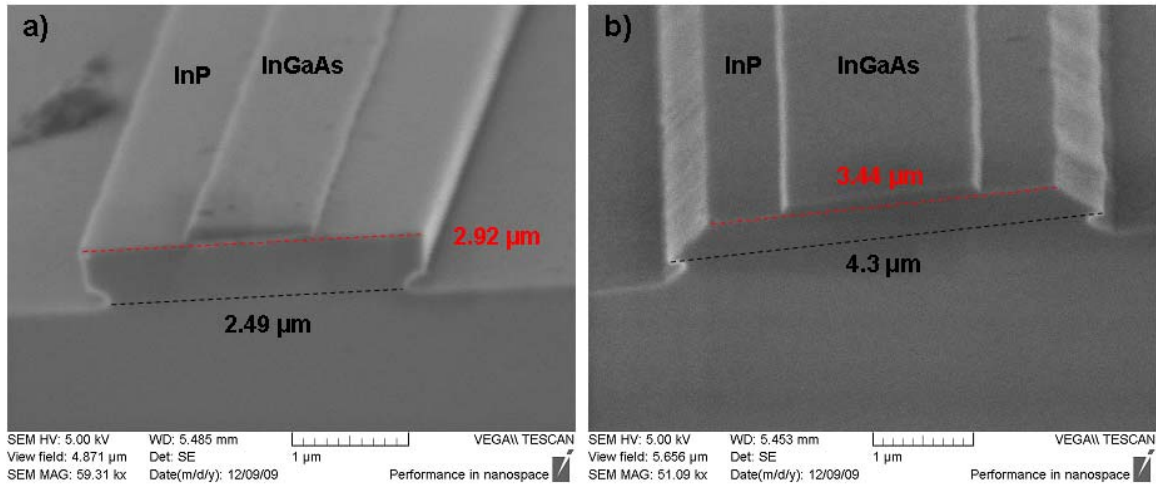 a)
InP
InGaAs
2.92 µm
2.49 µm
SEM HV: 5.00 kV
WD: 5.485 mm
View field: 4.871 µm
Det: SE
1 µm
VEGA\\ TESCAN
SEM MAG: 59.31 kx
Date(m/d/y): 12/09/09
Performance in nanospace
b)
InP
InGaAs
3.44 µm
4.3 µm
SEM HV: 5.00 kV
WD: 5.453 mm
View field: 5.656 µm
Det: SE
1 µm
VEGA\\ TESCAN
SEM MAG: 51.09 kx
Date(m/d/y): 12/09/09
Performance in nanospace